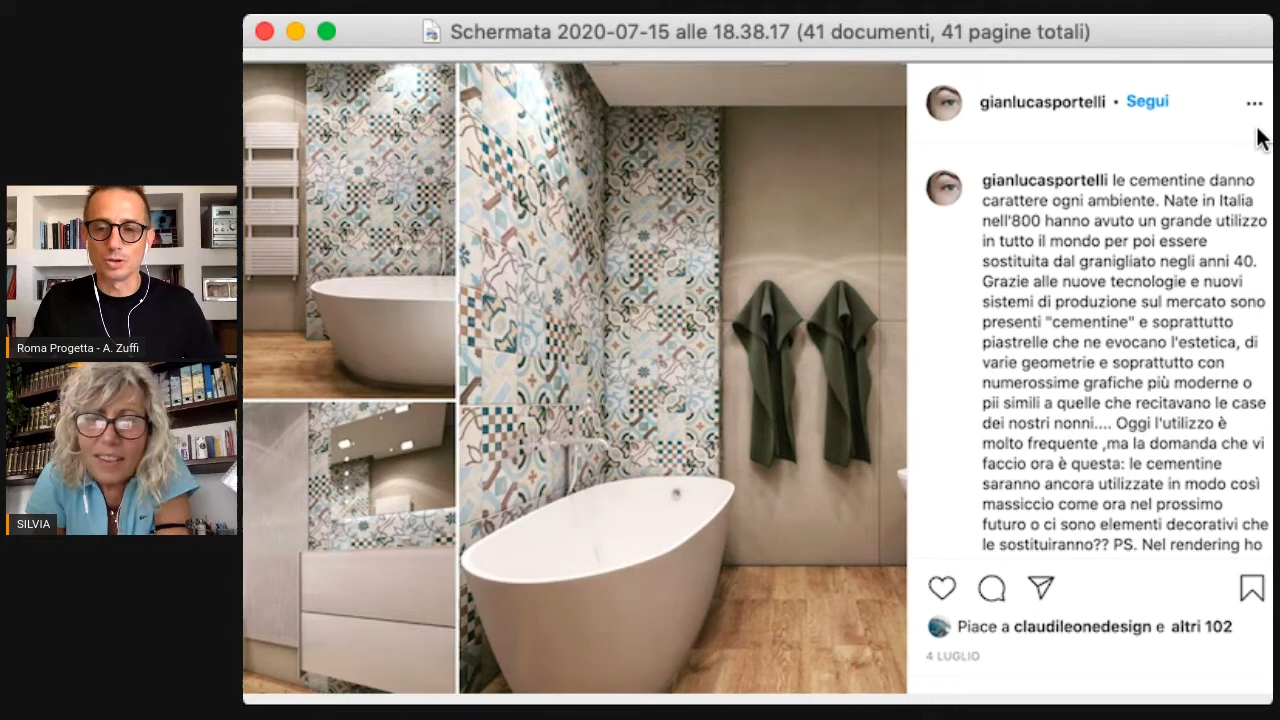 Schermata 2020-07-15 alle 18.38.17 (41 documenti, 41 pagine totali)
gianlucasportelli • Segui
gianlucasportelli le cementine danno
carattere ogni ambiente. Nate in Italia
nell'800 hanno avuto un grande utilizzo
in tutto il mondo per poi essere
sostituita dal granigliato negli anni 40.
Grazie alle nuove tecnologie e nuovi
sistemi di produzione sul mercato sono
presenti "cementine" e soprattutto
piastrelle che ne evocano l'estetica, di
varie geometrie e soprattutto con
numerossime grafiche più moderne o
pii simili a quelle che recitavano le case
dei nostri nonni.... Oggi l'utilizzo è
molto frequente ,ma la domanda che vi
faccio ora è questa: le cementine
saranno ancora utilizzate in modo così
massiccio come ora nel prossimo
futuro o ci sono elementi decorativi che
le sostituiranno?? PS. Nel rendering ho
Piace a claudileonedesign e altri 102
4 LUGLIO
Roma Progetta - A. Zuffi
SILVIA